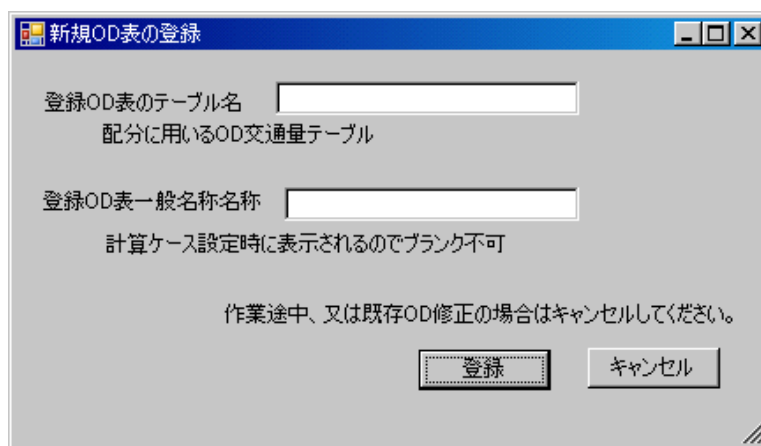 新規OD表の登録
登録OD表のテーブル名
配分に用いるOD交通量テーブル
登録OD表一般名称名称
計算ケース設定時に表示されるのでブランク不可
作業途中、又は既存OD修正の場合はキャンセルしてください。
登録 キャンセル